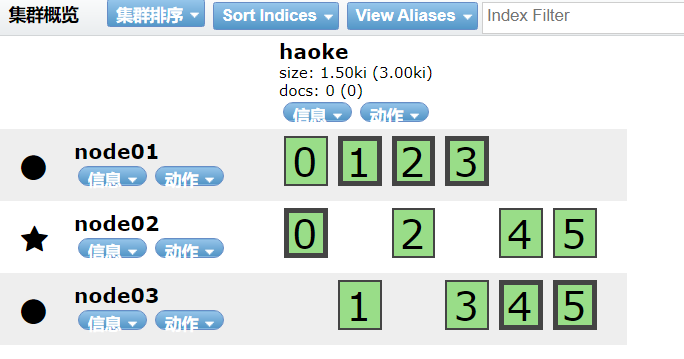 集群概览 集群排序 Sort Indices View Aliases Index Filter
haoke
size: 1.50ki (3.00ki)
docs: 0 (0)
信息 动作
node01 0 1 2 3
信息 动作
node02 0 2 4 5
信息 动作
node03 1 3 4 5
信息 动作